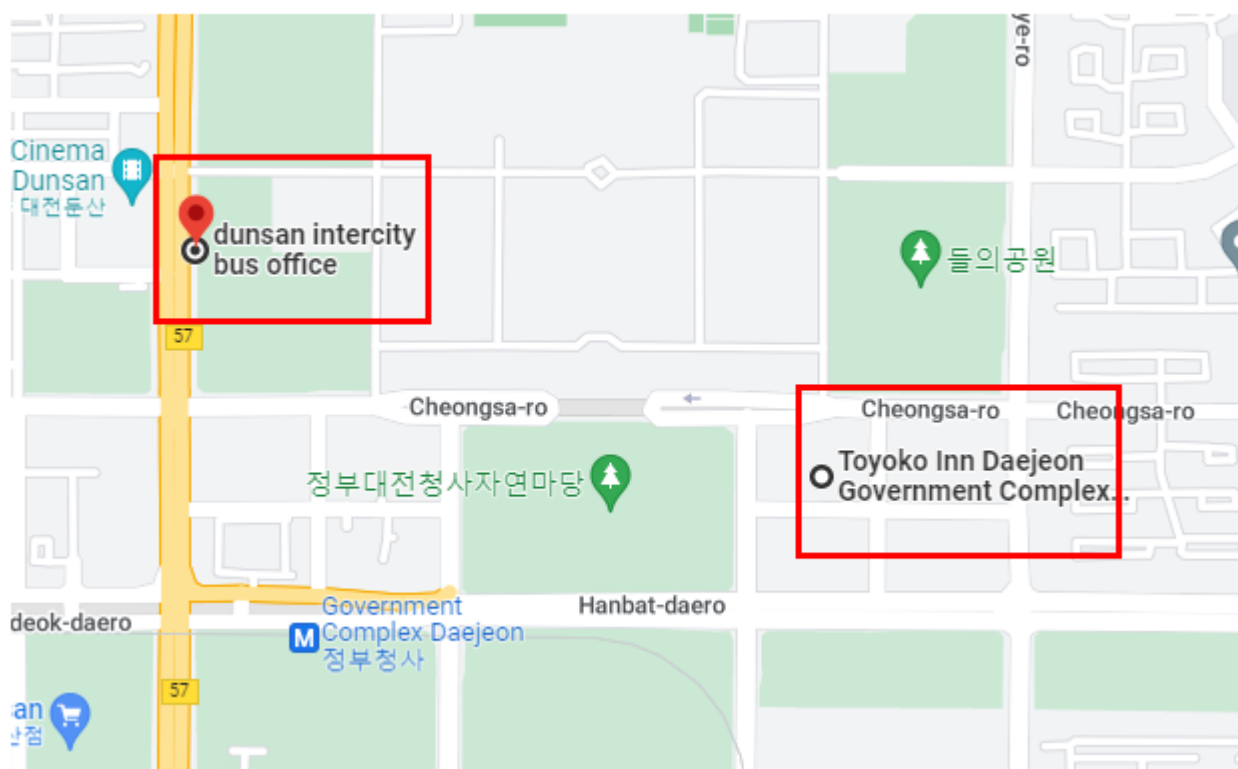 ye-ro
Cinema
Dunsan
대전둔산
dunsan intercity
bus office
들의공원
57
Cheongsa-ro
Cheongsa-ro
Cheongsa-ro
Toyoko Inn Daejeon
Government Complex...
정부대전청사자연마당
Hanbat-daero
Government
Complex Daejeon
정부청사
M
deok-daero
57
an
산점